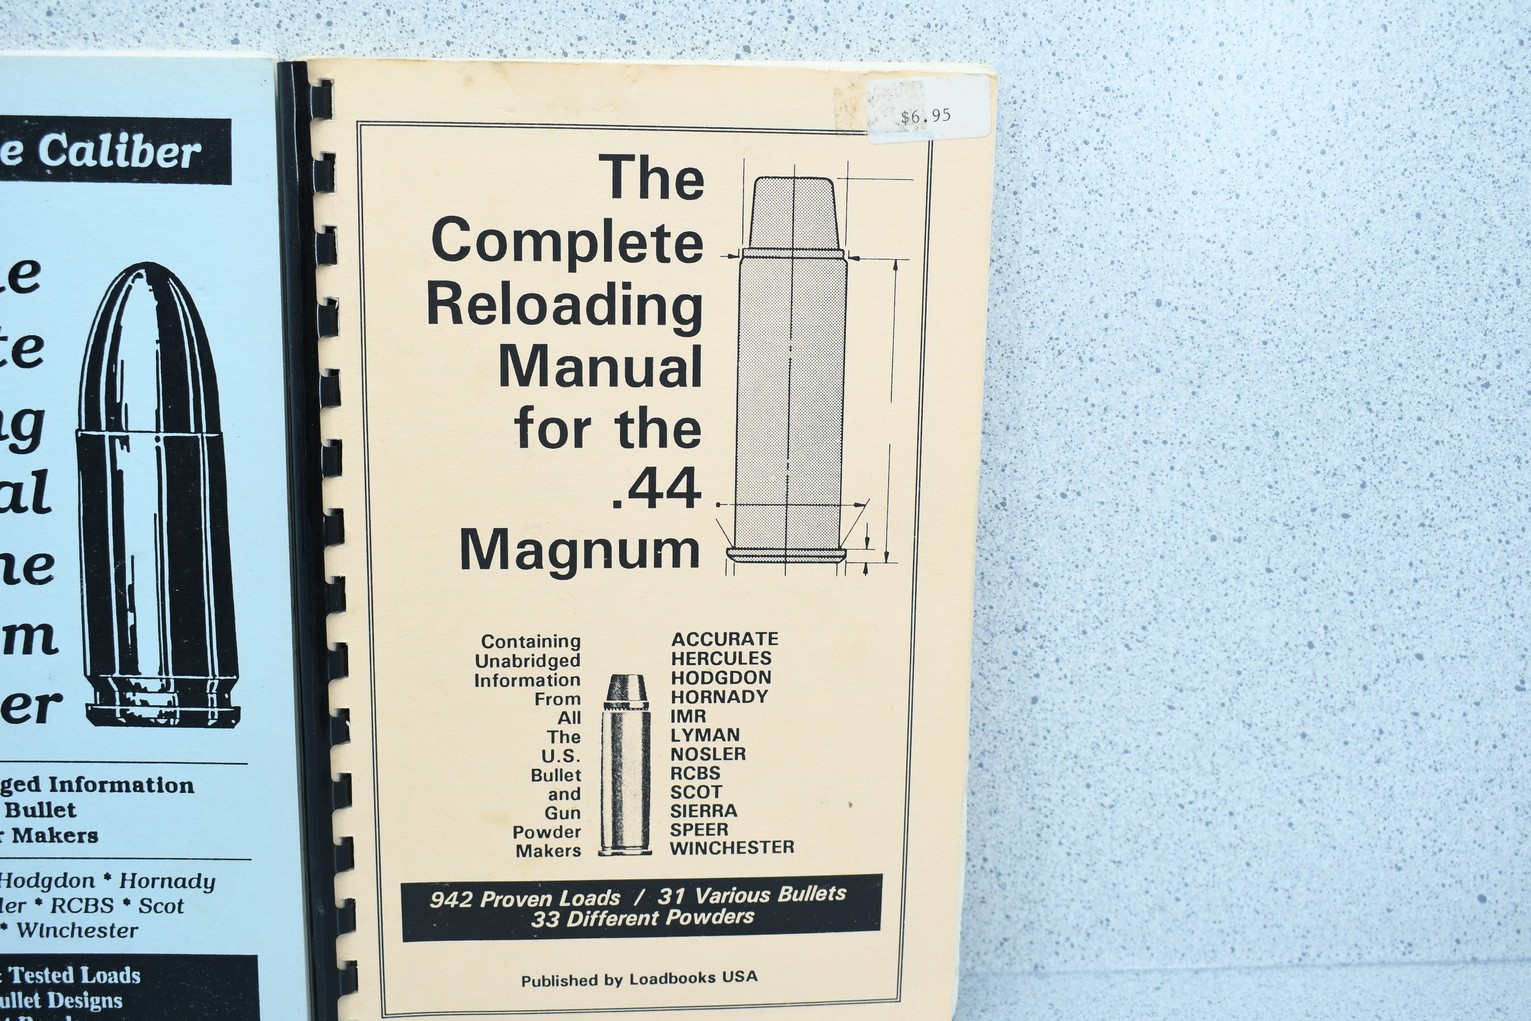 e Caliber
te
ng
al
m
er
ged Information
Bullet
Makers
Hodgdon * Hornady
ler * RCBS * Scot
* Winchester
Tested Loads
ullet Designs
$6.95
The
Complete
Reloading
Manual
for the
.44
Magnum
Containing
Unabridged
Information
From
All
The
U.S.
Bullet
and
Gun
Powder
Makers
ACCURATE
HERCULES
HODGDON
HORNADY
IMR
LYMAN
NOSLER
RCBS
SCOT
SIERRA
SPEER
WINCHESTER
942 Proven Loads / 31 Various Bullets
33 Different Powders
Published by Loadbooks USA